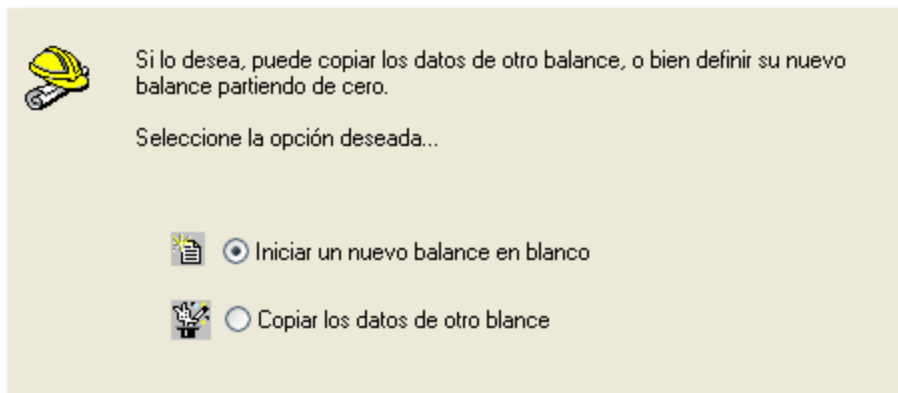 Si lo desea, puede copiar los datos de otro balance, o bien definir su nuevo
balance partiendo de cero.
Seleccione la opción deseada...
Iniciar un nuevo balance en blanco
Copiar los datos de otro blance